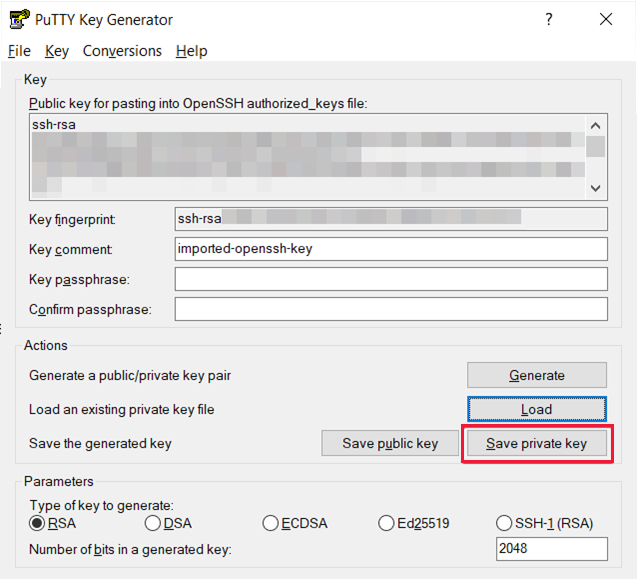 PuTTY Key Generator ?
File Key Conversions Help
Key
Public key for pasting into OpenSSH authorized_keys file:
ssh-rsa
Key fingerprint: ssh-rsa
Key comment: imported-openssh-key
Key passphrase:
Confirm passphrase:
Actions
Generate a public/private key pair Generate
Load an existing private key file Load
Save the generated key Save public key Save private key
Parameters
Type of key to generate:
RSA DSA ECDSA Ed25519 SSH-1 (RSA)
Number of bits in a generated key: 2048